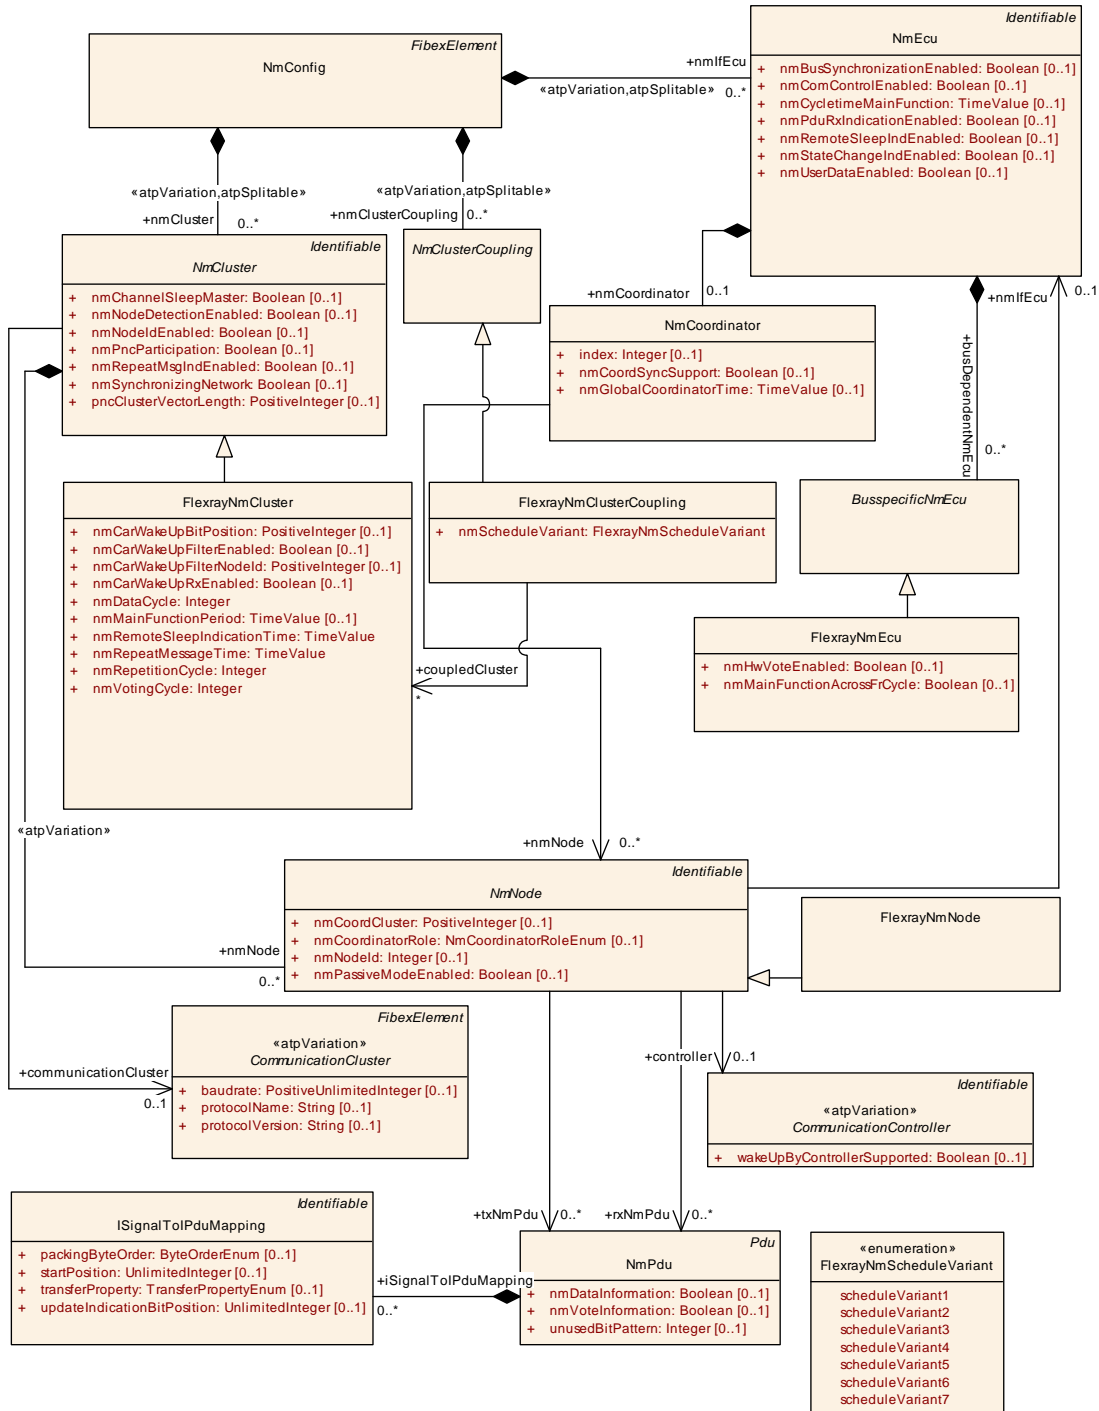 FibexElement
NmConfig
Identifiable
NmEcu
+ nmBusSynchronizationEnabled: Boolean [0..1]
+ nmComControlEnabled: Boolean [0..1]
+ nmCycletimeMainFunction: TimeValue [0..1]
+ nmPduRxIndicationEnabled: Boolean [0..1]
+ nmRemoteSleepIndEnabled: Boolean [0..1]
+ nmStateChangeIndEnabled: Boolean [0..1]
+ nmUserDataEnabled: Boolean [0..1]
+nmIfEcu
«atpVariation,atpSplitable» 0..*
«atpVariation,atpSplitable»
+nmCluster 0..*
«atpVariation,atpSplitable»
+nmClusterCoupling 0..*
Identifiable
NmCluster
+ nmChannelSleepMaster: Boolean [0..1]
+ nmNodeDetectionEnabled: Boolean [0..1]
+ nmNodeIdEnabled: Boolean [0..1]
+ nmPncParticipation: Boolean [0..1]
+ nmRepeatMsgIndEnabled: Boolean [0..1]
+ nmSynchronizingNetwork: Boolean [0..1]
+ pncClusterVectorLength: PositiveInteger [0..1]
NmClusterCoupling
+nmCoordinator 0..1
NmCoordinator
+ index: Integer [0..1]
+ nmCoordSyncSupport: Boolean [0..1]
+ nmGlobalCoordinatorTime: TimeValue [0..1]
+nmIfEcu 0..1
+busDependentNmEcu
0..*
FlexrayNmCluster
+ nmCarWakeUpBitPosition: PositiveInteger [0..1]
+ nmCarWakeUpFilterEnabled: Boolean [0..1]
+ nmCarWakeUpFilterNodeId: PositiveInteger [0..1]
+ nmCarWakeUpRxEnabled: Boolean [0..1]
+ nmDataCycle: Integer
+ nmMainFunctionPeriod: TimeValue [0..1]
+ nmRemoteSleepIndicationTime: TimeValue
+ nmRepeatMessageTime: TimeValue
+ nmRepetitionCycle: Integer
+ nmVotingCycle: Integer
FlexrayNmClusterCoupling
+ nmScheduleVariant: FlexrayNmScheduleVariant
BusspecificNmEcu
FlexrayNmEcu
+ nmHwVoteEnabled: Boolean [0..1]
+ nmMainFunctionAcrossFrCycle: Boolean [0..1]
+coupledCluster
*
«atpVariation»
+nmNode 0..*
Identifiable
NmNode
+ nmCoordCluster: PositiveInteger [0..1]
+ nmCoordinatorRole: NmCoordinatorRoleEnum [0..1]
+ nmNodeId: Integer [0..1]
+ nmPassiveModeEnabled: Boolean [0..1]
FlexrayNmNode
+nmNode
0..*
FibexElement
«atpVariation»
CommunicationCluster
+ baudrate: PositiveUnlimitedInteger [0..1]
+ protocolName: String [0..1]
+ protocolVersion: String [0..1]
+communicationCluster
0..1
+controller 0..1
Identifiable
«atpVariation»
CommunicationController
+ wakeUpByControllerSupported: Boolean [0..1]
Identifiable
ISignalToIPduMapping
+ packingByteOrder: ByteOrderEnum [0..1]
+ startPosition: UnlimitedInteger [0..1]
+ transferProperty: TransferPropertyEnum [0..1]
+ updateIndicationBitPosition: UnlimitedInteger [0..1]
+txNmPdu 0..*
+rxNmPdu 0..*
+iSignalToIPduMapping
0..*
Pdu
NmPdu
+ nmDataInformation: Boolean [0..1]
+ nmVoteInformation: Boolean [0..1]
+ unusedBitPattern: Integer [0..1]
«enumeration»
FlexrayNmScheduleVariant
scheduleVariant1
scheduleVariant2
scheduleVariant3
scheduleVariant4
scheduleVariant5
scheduleVariant6
scheduleVariant7